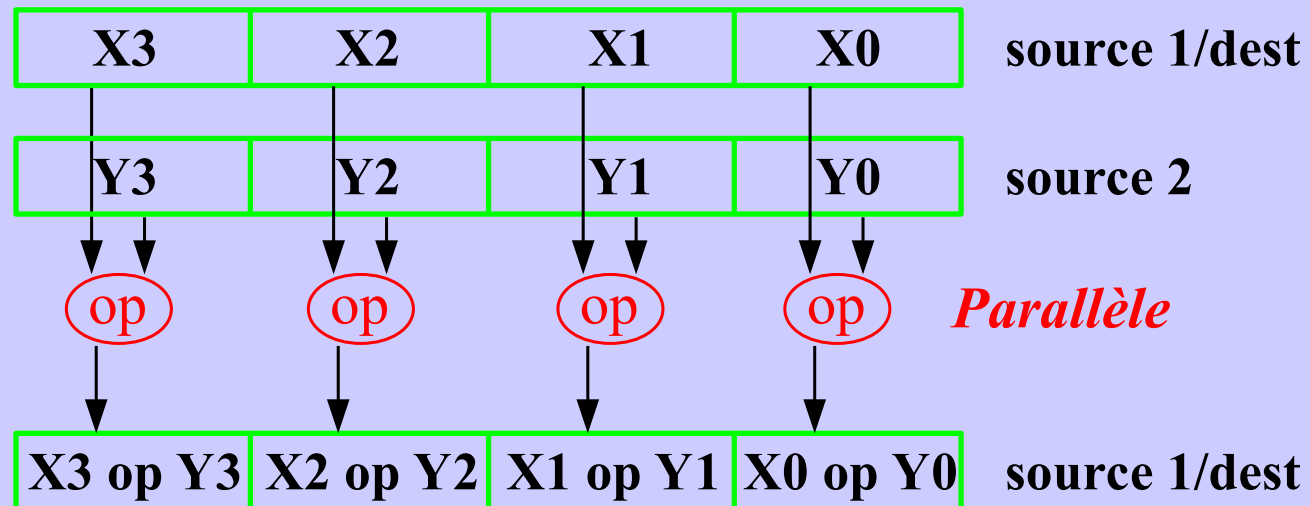 X3 X2 X1 X0 source 1/dest
Y3 Y2 Y1 Y0 source 2
op op op op Parallèle
X3 op Y3 X2 op Y2 X1 op Y1 X0 op Y0 source 1/dest